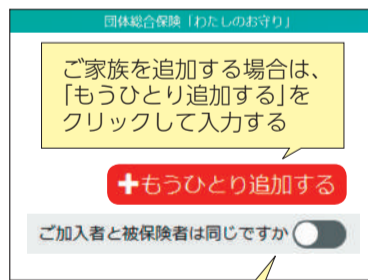 団体総合保険「わたしのお守り」
ご家族を追加する場合は、
「もうひとり追加する」を
クリックして入力する
✚もうひとり追加する
ご加入者と被保険者は同じですか